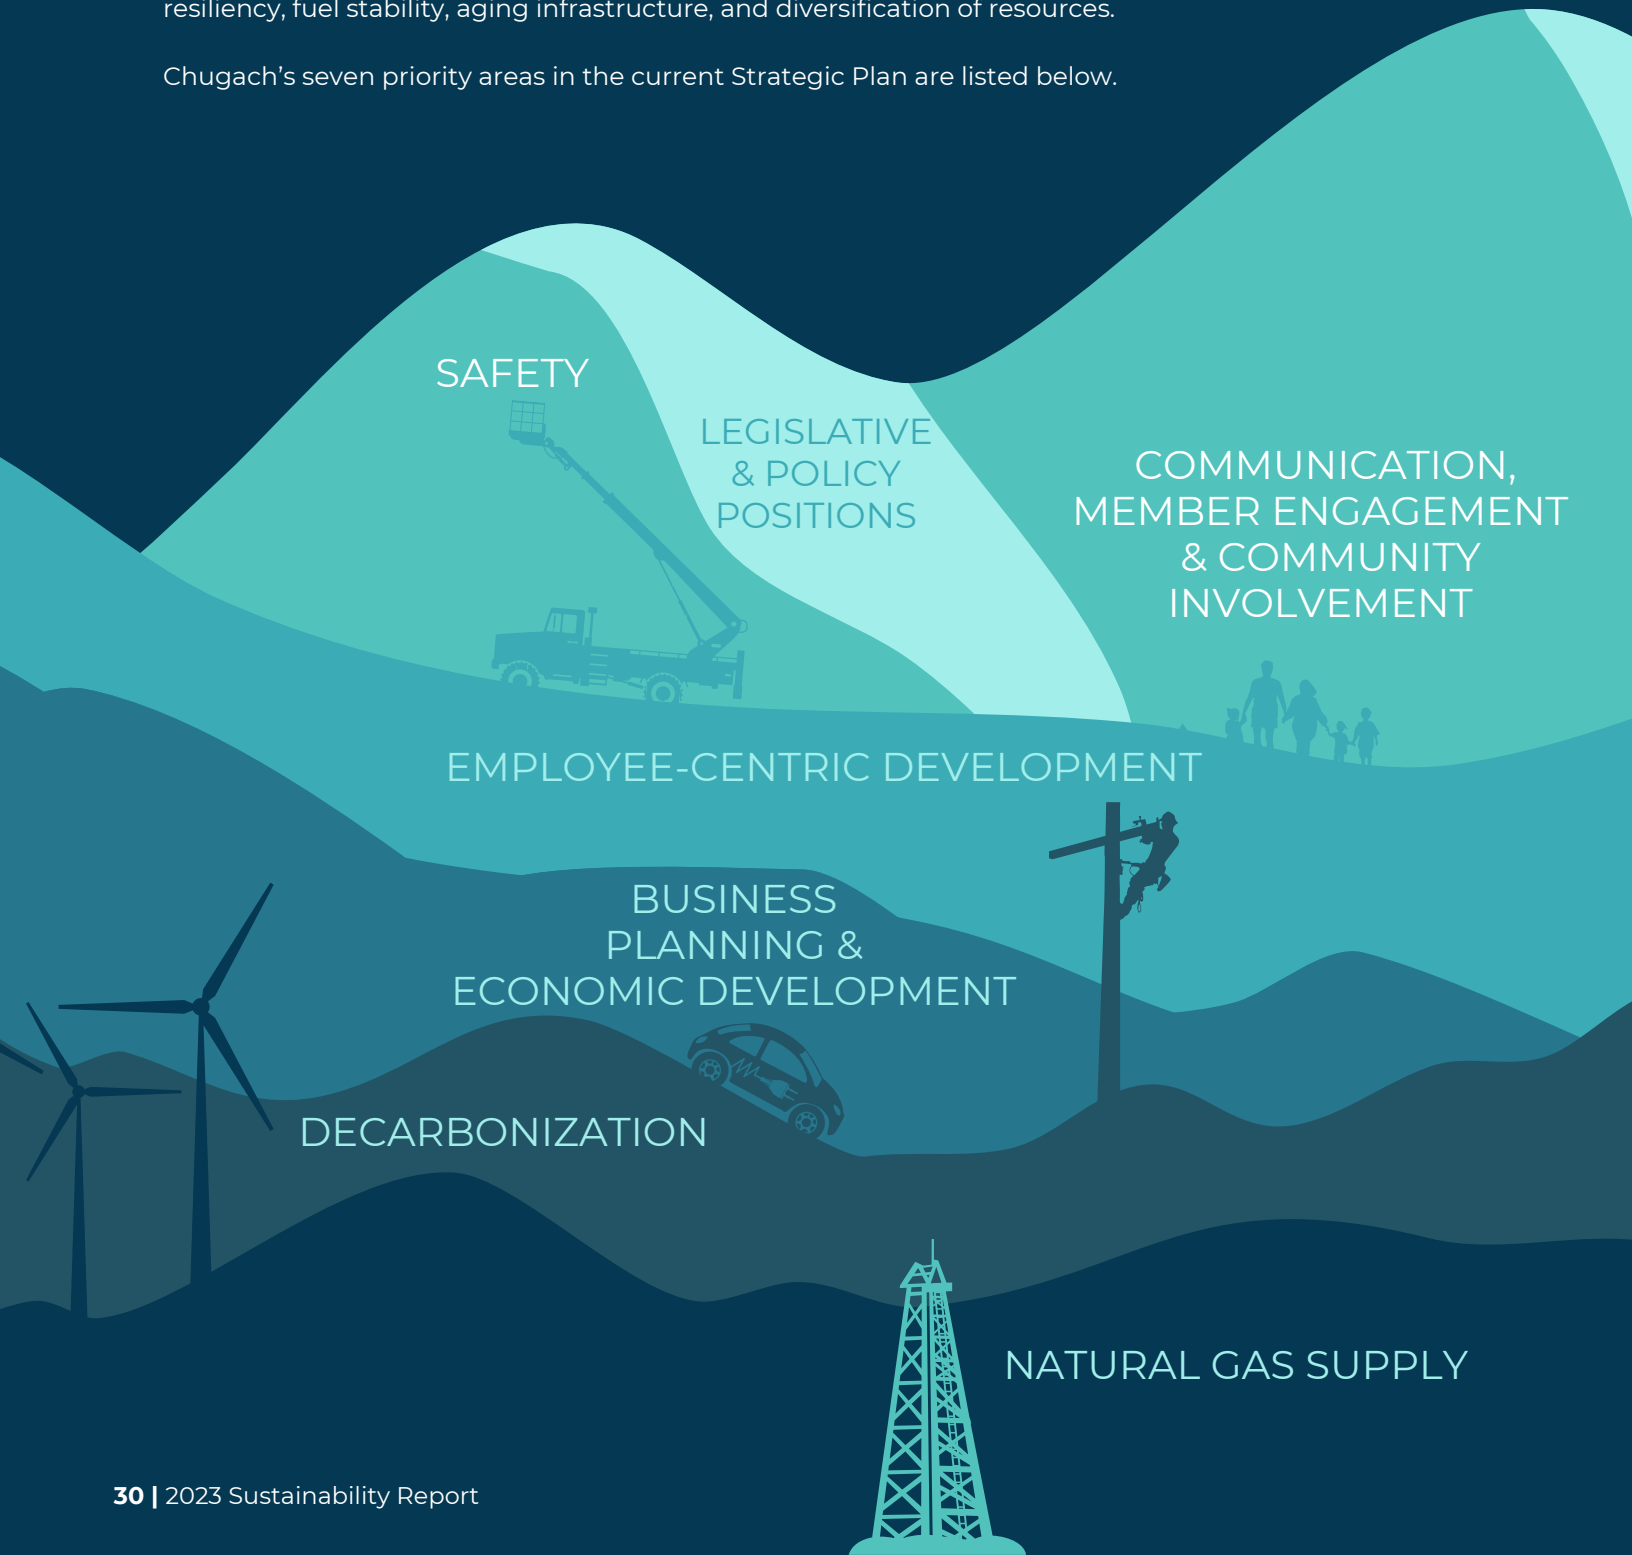 resiliency, fuel stability, aging infrastructure, and diversification of resources.
Chugach’s seven priority areas in the current Strategic Plan are listed below.
SAFETY
LEGISLATIVE
& POLICY
POSITIONS
COMMUNICATION,
MEMBER ENGAGEMENT
& COMMUNITY
INVOLVEMENT
EMPLOYEE-CENTRIC DEVELOPMENT
BUSINESS
PLANNING &
ECONOMIC DEVELOPMENT
DECARBONIZATION
NATURAL GAS SUPPLY
30 | 2023 Sustainability Report